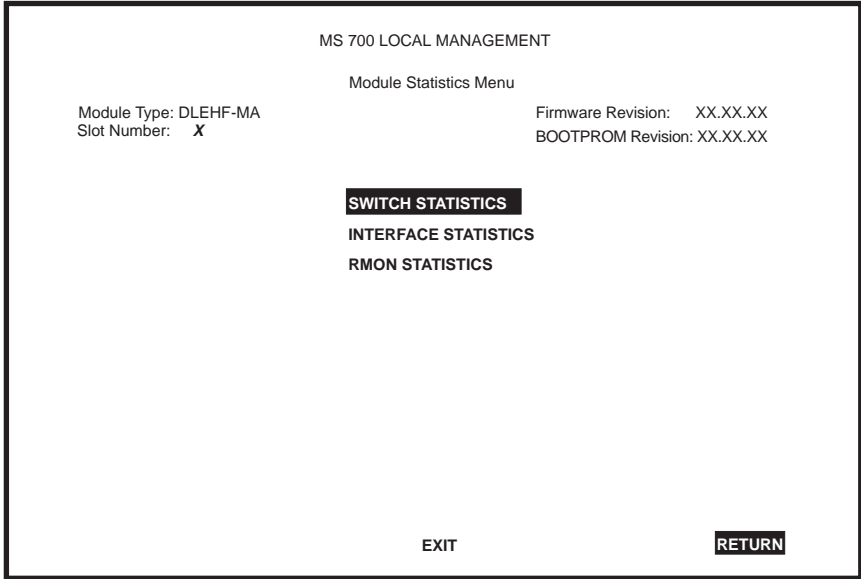 MS 700 LOCAL MANAGEMENT
Module Statistics Menu
Module Type: DLEHF-MA Firmware Revision: XX.XX.XX
Slot Number: X BOOTPROM Revision: XX.XX.XX
SWITCH STATISTICS
INTERFACE STATISTICS
RMON STATISTICS
EXIT RETURN